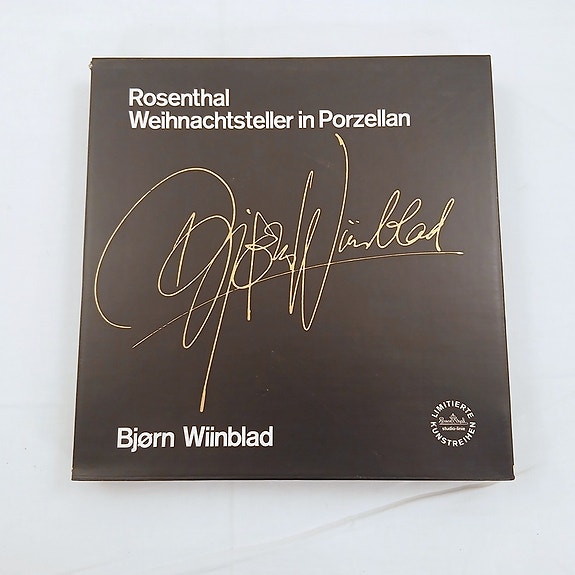 Rosenthal
Weihnachtsteller in Porzellan
Bjørn Wiinblad
Bjørn Wiinblad
LIMITIERTE
studio-linie
KUNSTREIHEN